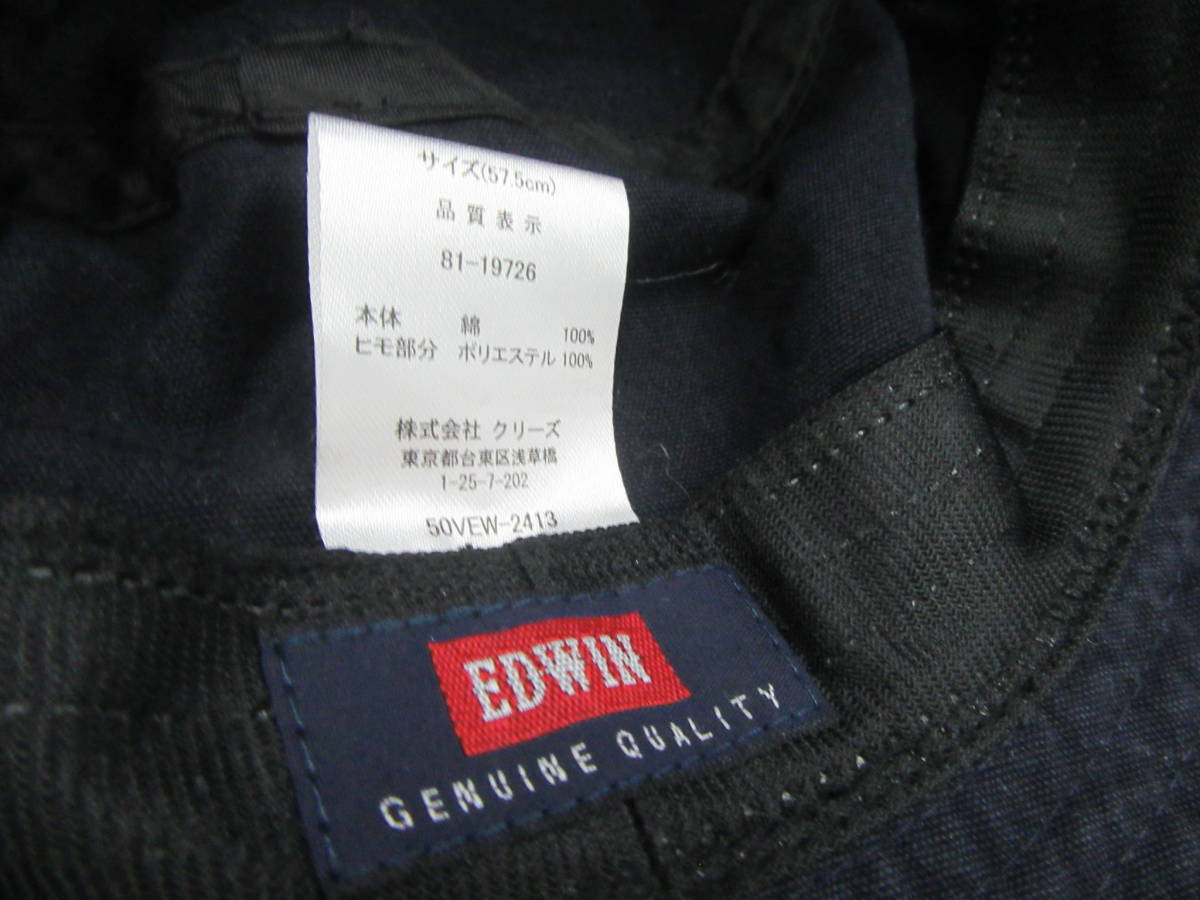 サイズ(57.5cm)
品質表示
81-19726
本体 綿 100%
ヒモ部分 ポリエステル 100%
株式会社 クリーズ
東京都台東区浅草橋
1-25-7-202
50VEW-2413
EDWIN
GENUINE QUALITY